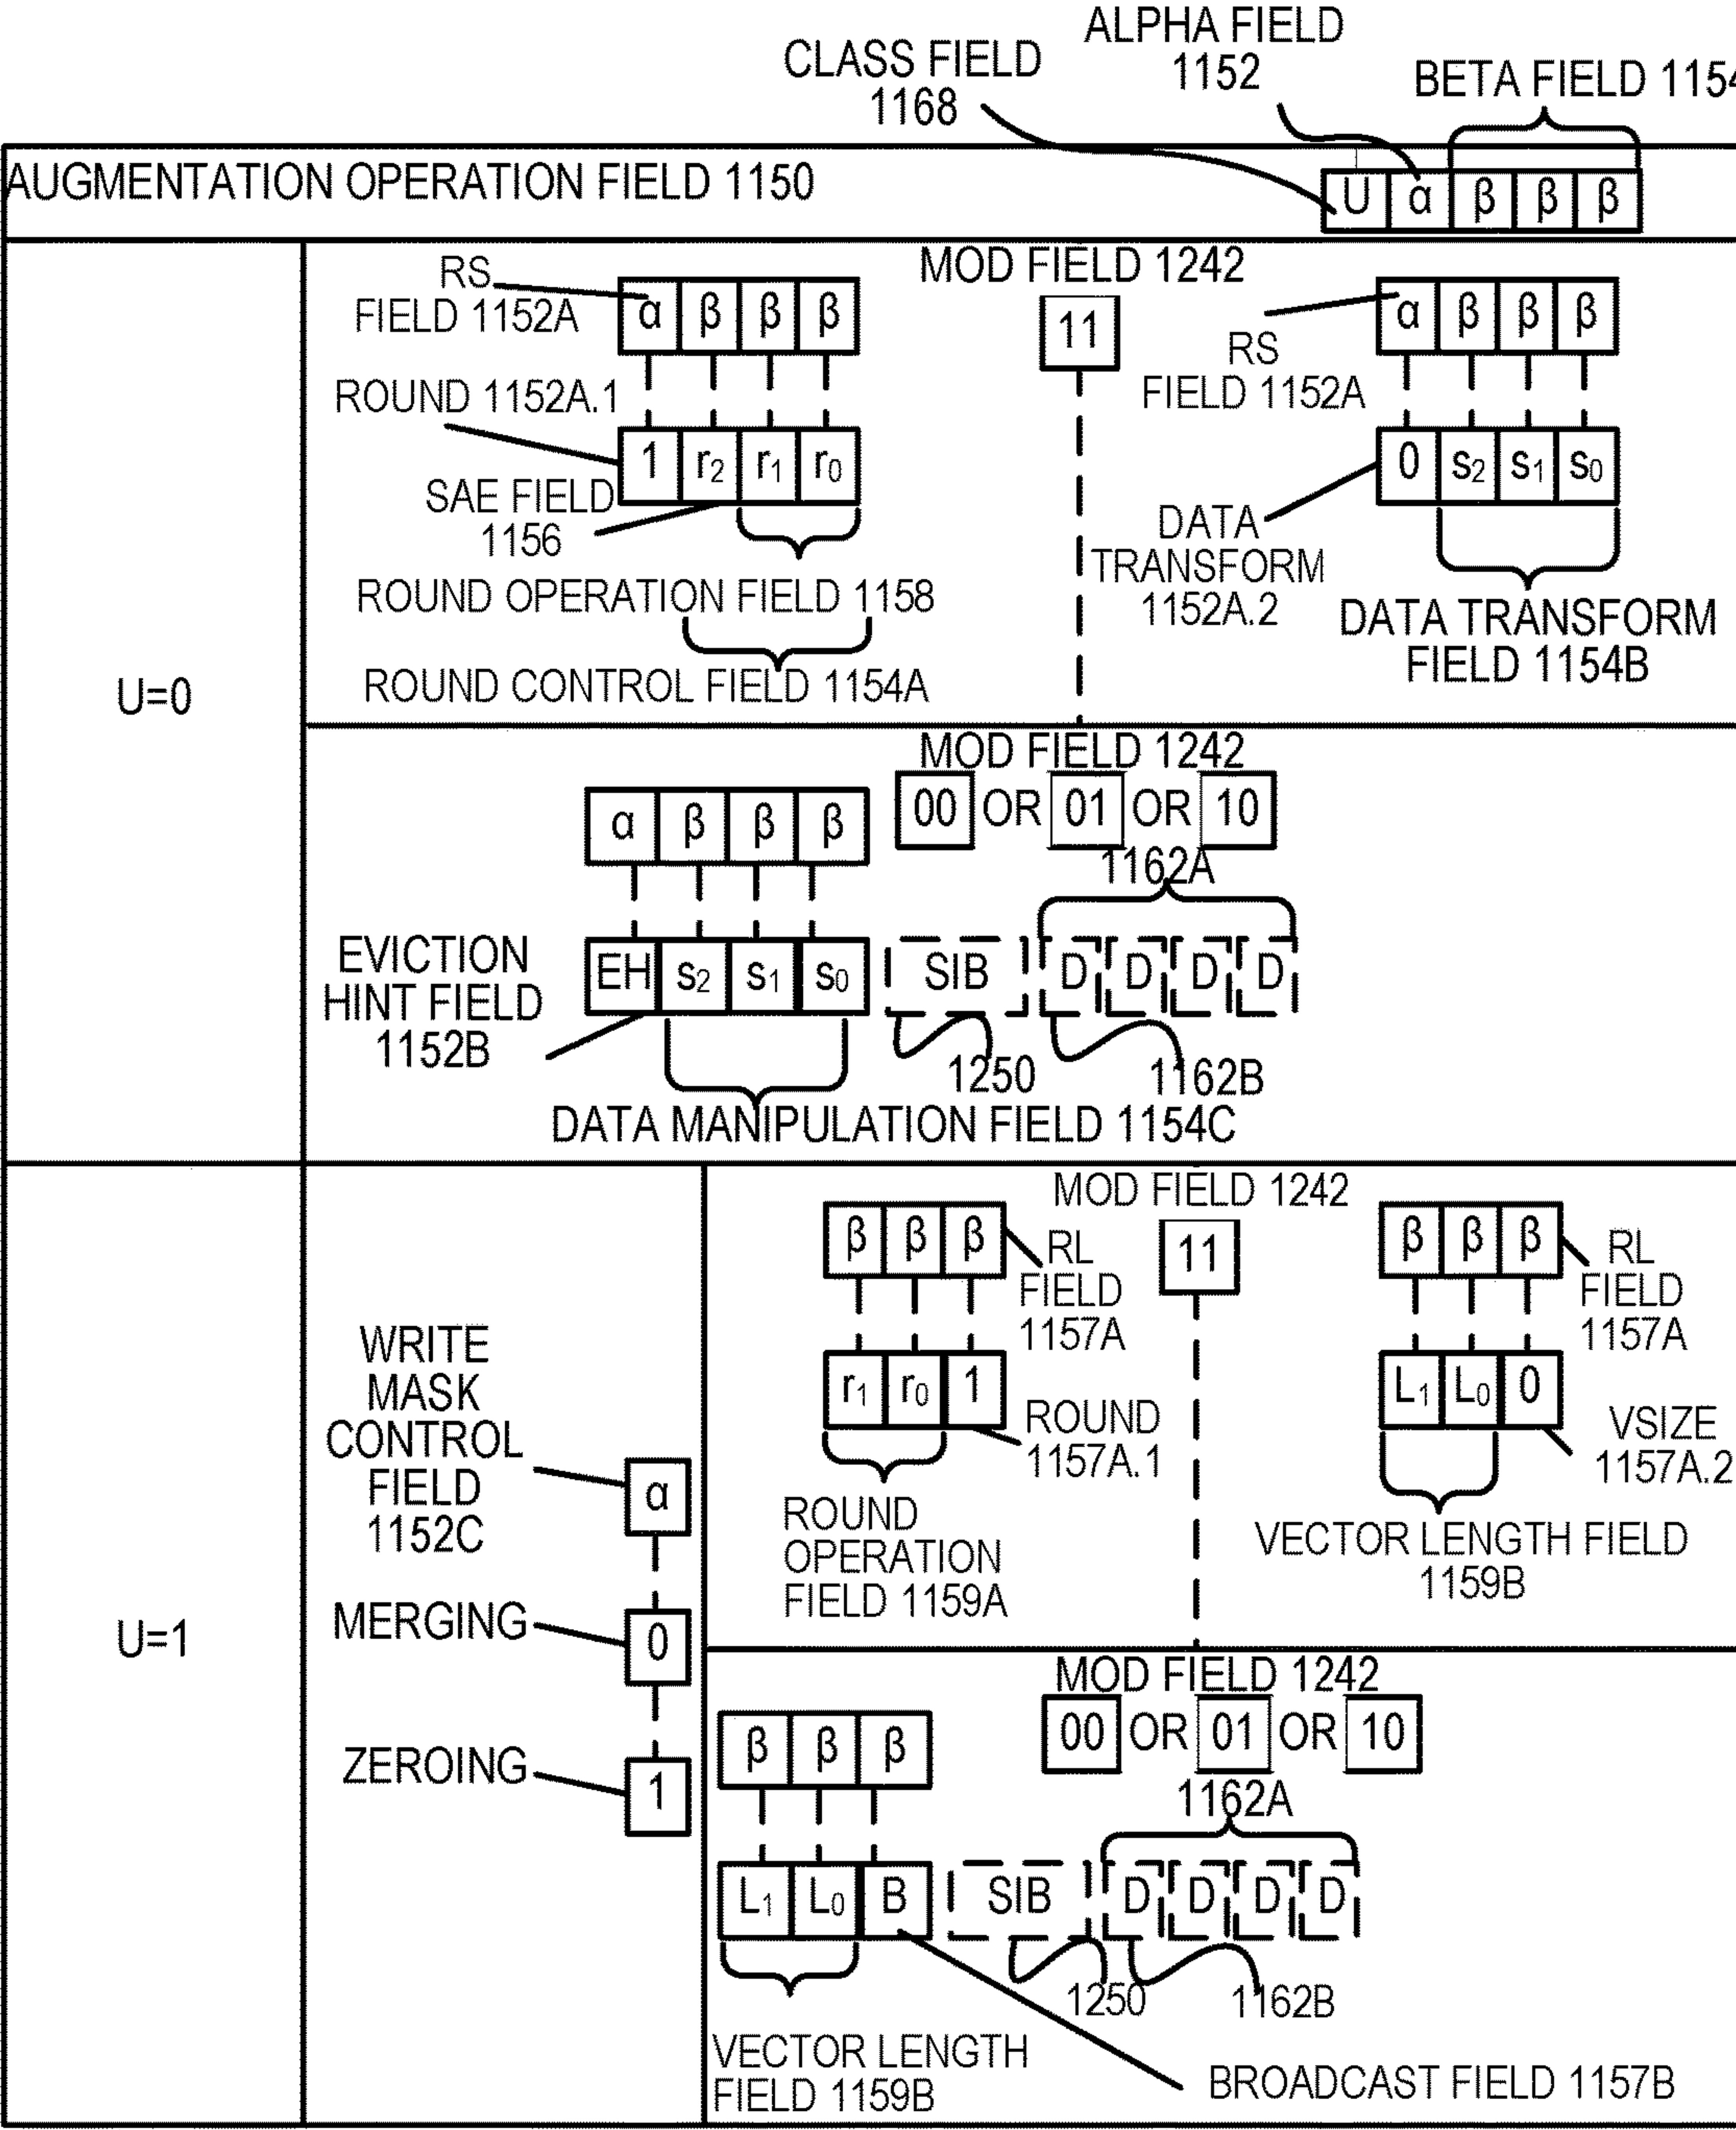 CLASS FIELD
1168
ALPHA FIELD
1152
BETA FIELD 1154
AUGMENTATION OPERATION FIELD 1150
U α β β β
U=0
RS
FIELD 1152A
α β β β
ROUND 1152A.1
1 r2 r1 r0
SAE FIELD
1156
ROUND OPERATION FIELD 1158
ROUND CONTROL FIELD 1154A
MOD FIELD 1242
11
α β β β
RS
FIELD 1152A
0 s2 s1 s0
DATA
TRANSFORM
1152A.2
DATA TRANSFORM
FIELD 1154B
MOD FIELD 1242
00 OR 01 OR 10
α β β β
1162A
EVICTION
HINT FIELD
1152B
EH s2 s1 s0
SIB D D D D
1250
1162B
DATA MANIPULATION FIELD 1154C
U=1
WRITE
MASK
CONTROL
FIELD
1152C
α
MERGING
0
ZEROING
1
MOD FIELD 1242
11
β β β
RL
FIELD
1157A
r1 r0 1
ROUND
1157A.1
ROUND
OPERATION
FIELD 1159A
β β β
RL
FIELD
1157A
L1 L0 0
VSIZE
1157A.2
VECTOR LENGTH FIELD
1159B
MOD FIELD 1242
00 OR 01 OR 10
β β β
1162A
L1 L0 B
SIB D D D D
1250
1162B
VECTOR LENGTH
FIELD 1159B
BROADCAST FIELD 1157B